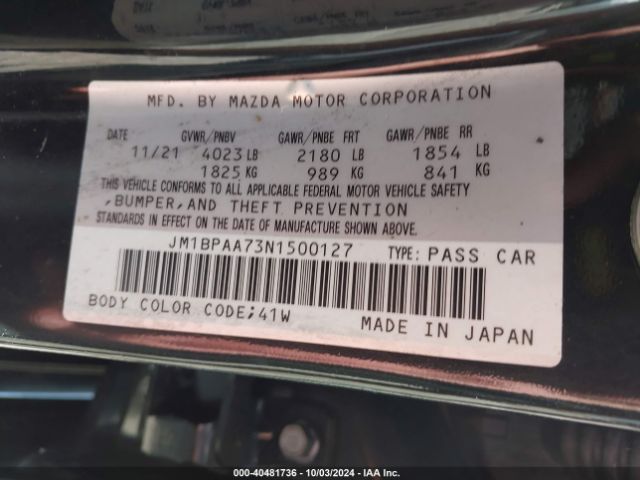 MFD. BY MAZDA MOTOR CORPORATION
DATE GVWR/PNBV GAWR/PNBE FRT GAWR/PNBE RR
11/21 4023 LB 2180 LB 1854 LB
1825 KG 989 KG 841 KG
THIS VEHICLE CONFORMS TO ALL APPLICABLE FEDERAL MOTOR VEHICLE SAFETY
,BUMPER,AND THEFT PREVENTION
STANDARDS IN EFFECT ON THE DATE OF MANUFACTURE SHOWN ABOVE.
JM1BPAA73N1500127 TYPE: PASS CAR
BODY COLOR CODE;41W
MADE IN JAPAN
000-40481736 - 10/03/2024 - IAA Inc.